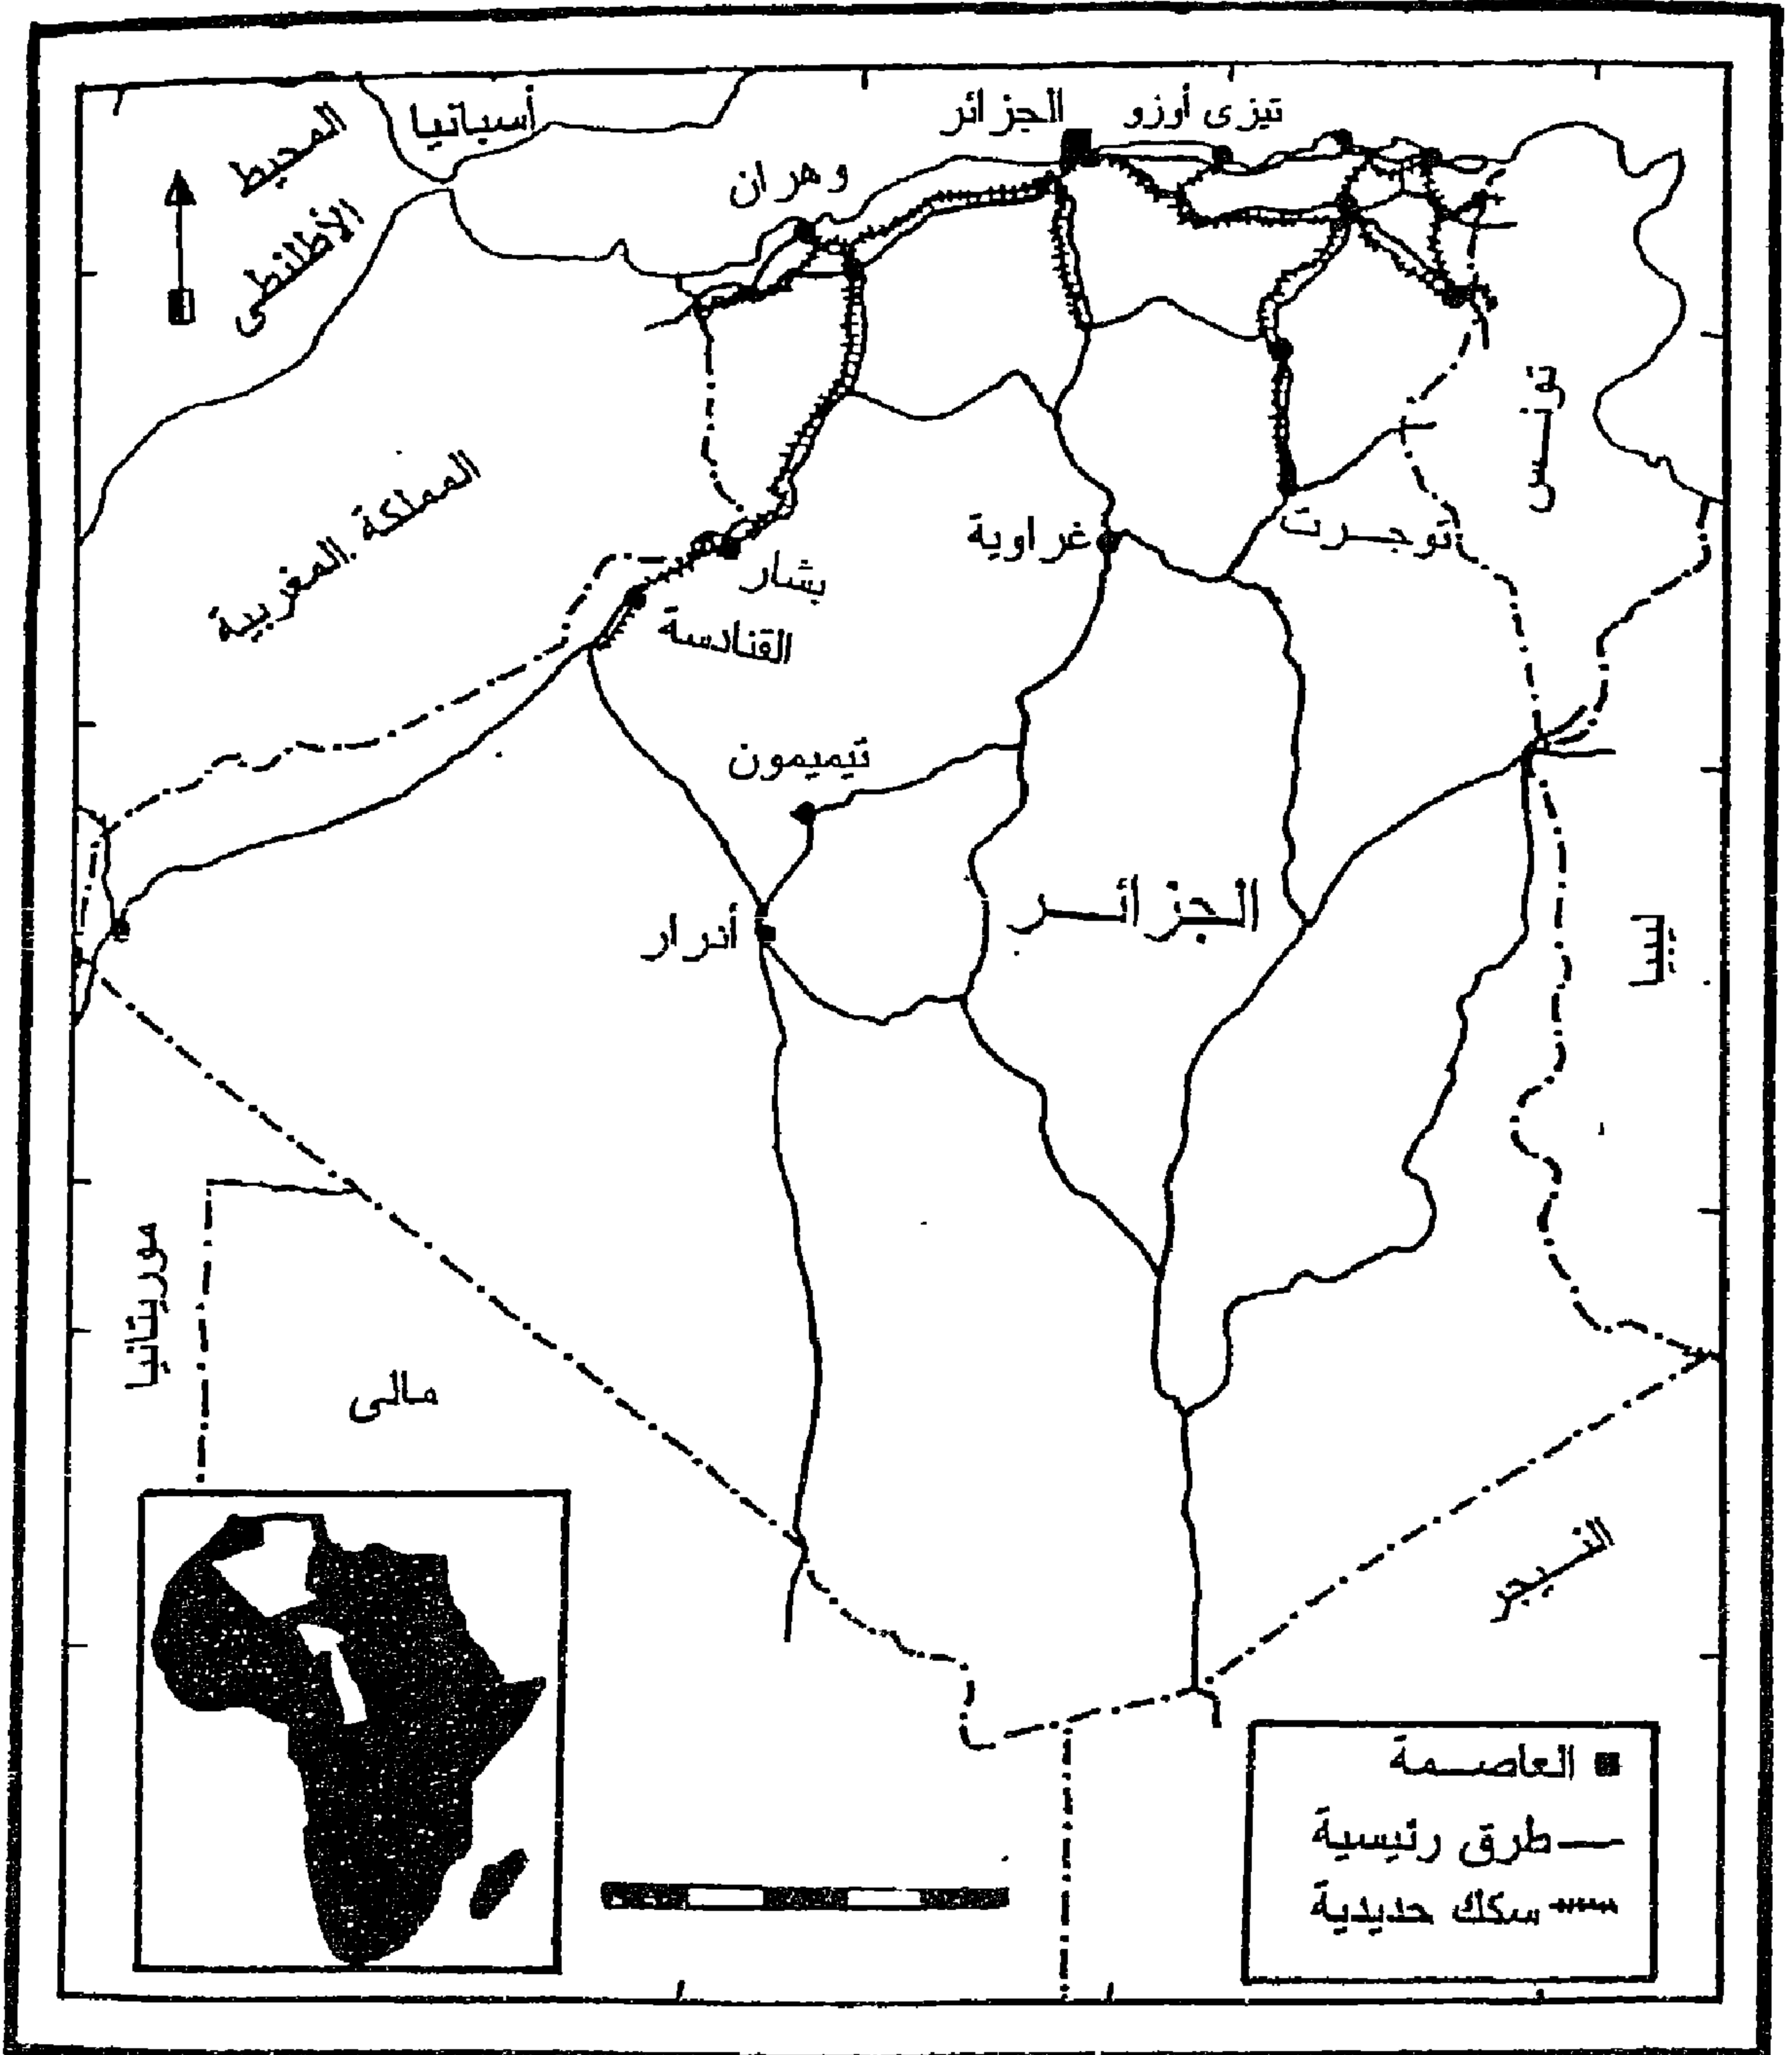 المحيط
الأطلنطى
أسبانيا
الجزائر
تيزى أوزو
وهران
تونس
المملكة المغربية
غراوية
توجرت
بشار
القنادسة
تيميمون
الجزائر
أدرار
ليبيا
موريتانيا
مالى
النيجر
العاصمة
طرق رئيسية
سكك حديدية